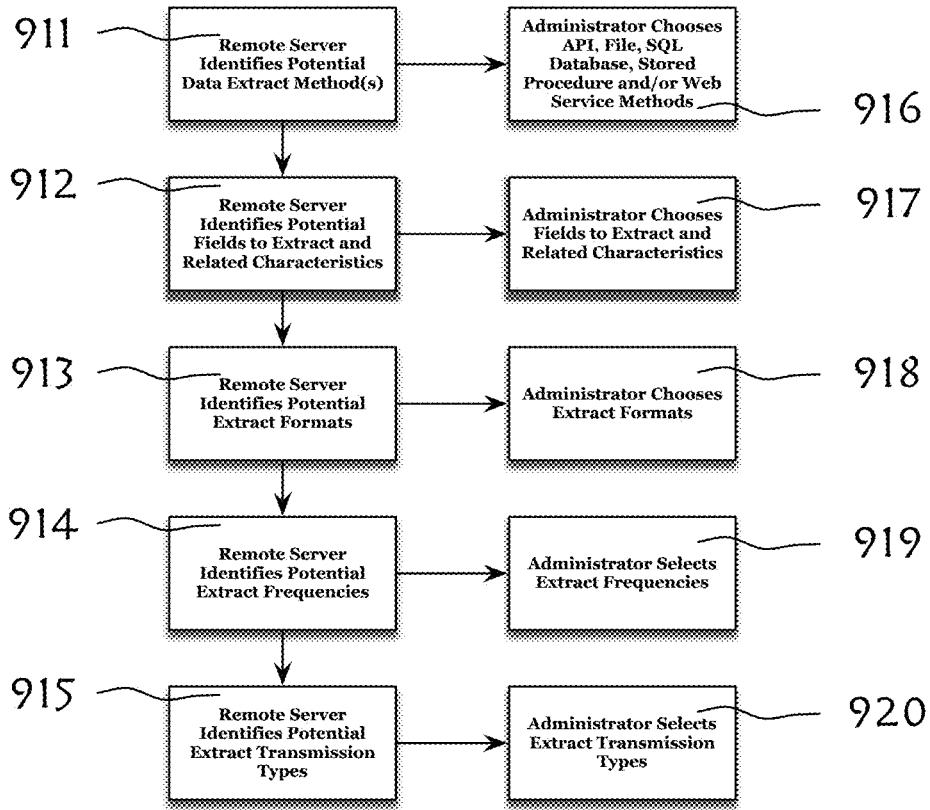 911
Remote Server
Identifies Potential
Data Extract Method(s)
Administrator Chooses
API, File, SQL
Database, Stored
Procedure and/or Web
Service Methods
916
912
Remote Server
Identifies Potential
Fields to Extract and
Related Characteristics
Administrator Chooses
Fields to Extract and
Related Characteristics
917
913
Remote Server
Identifies Potential
Extract Formats
Administrator Chooses
Extract Formats
918
914
Remote Server
Identifies Potential
Extract Frequencies
Administrator Selects
Extract Frequencies
919
915
Remote Server
Identifies Potential
Extract Transmission
Types
Administrator Selects
Extract Transmission
Types
920